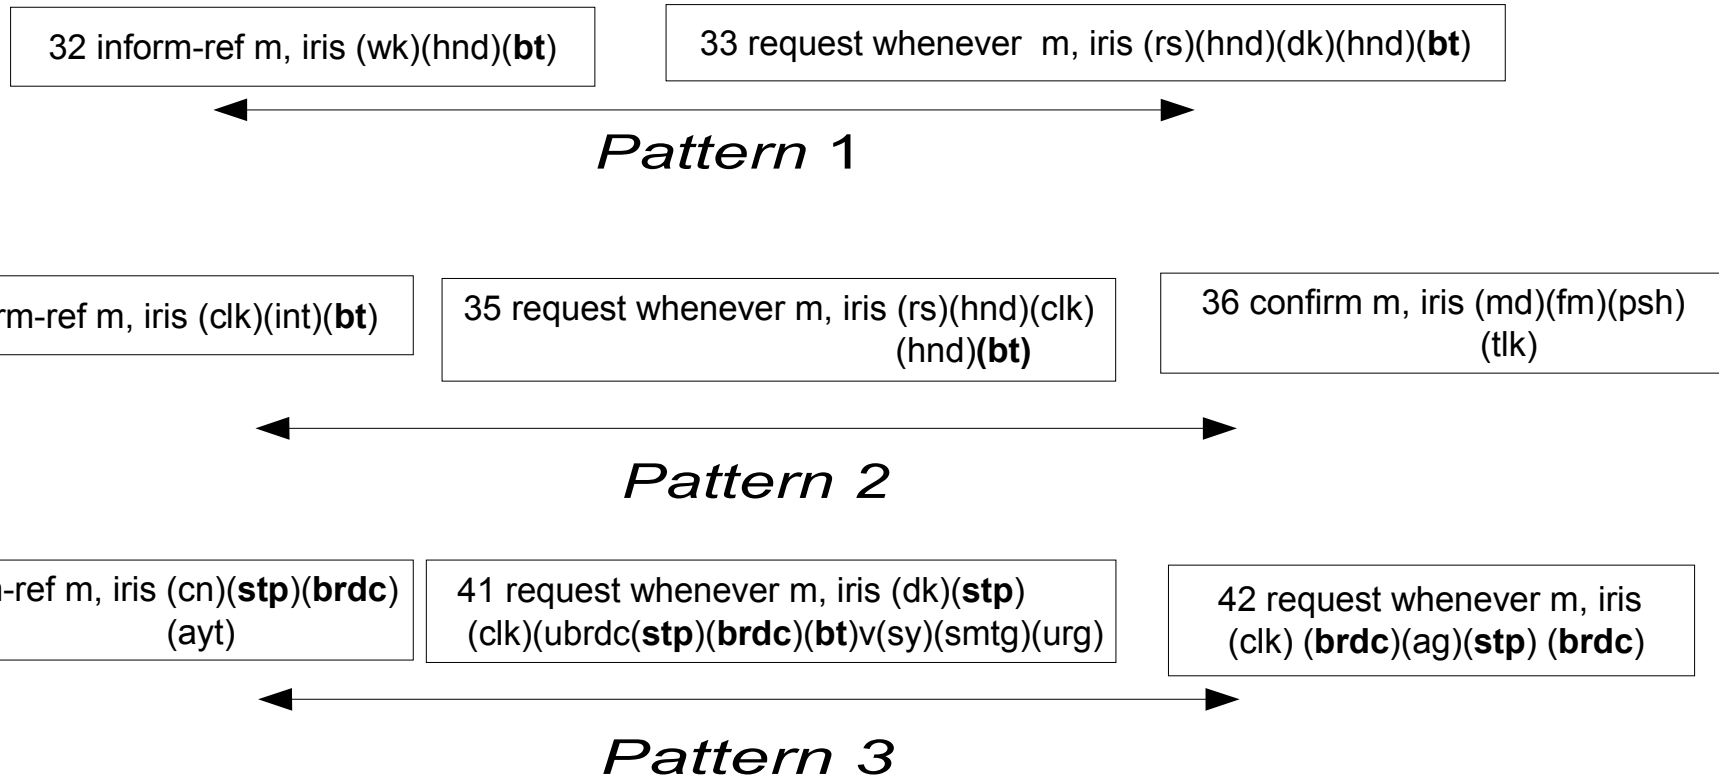 32 inform-ref m, iris (wk)(hnd)(bt)
33 request whenever m, iris (rs)(hnd)(dk)(hnd)(bt)
Pattern 1
rm-ref m, iris (clk)(int)(bt)
35 request whenever m, iris (rs)(hnd)(clk)
(hnd)(bt)
36 confirm m, iris (md)(fm)(psh)
(tlk)
Pattern 2
-ref m, iris (cn)(stp)(brdc)
(ayt)
41 request whenever m, iris (dk)(stp)
(clk)(ubrdc(stp)(brdc)(bt)v(sy)(smtg)(urg)
42 request whenever m, iris
(clk) (brdc)(ag)(stp) (brdc)
Pattern 3